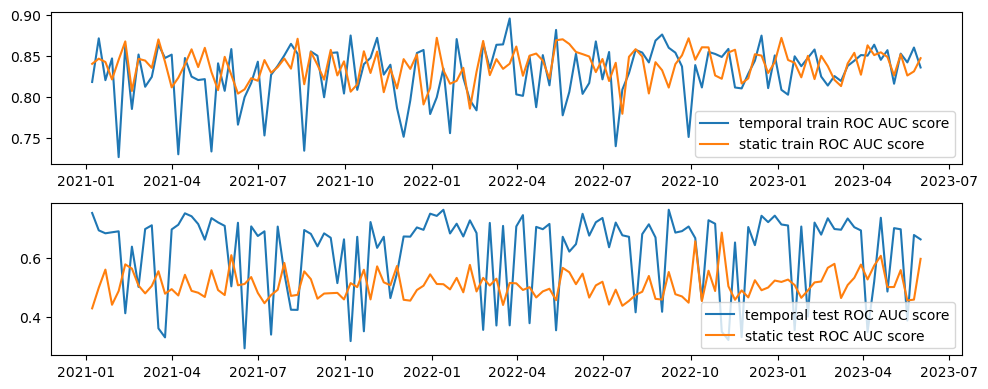 0.90
0.85
0.80
0.75
temporal train ROC AUC score
static train ROC AUC score
2021-01 2021-04 2021-07 2021-10 2022-01 2022-04 2022-07 2022-10 2023-01 2023-04 2023-07
0.6
0.4
temporal test ROC AUC score
static test ROC AUC score
2021-01 2021-04 2021-07 2021-10 2022-01 2022-04 2022-07 2022-10 2023-01 2023-04 2023-07